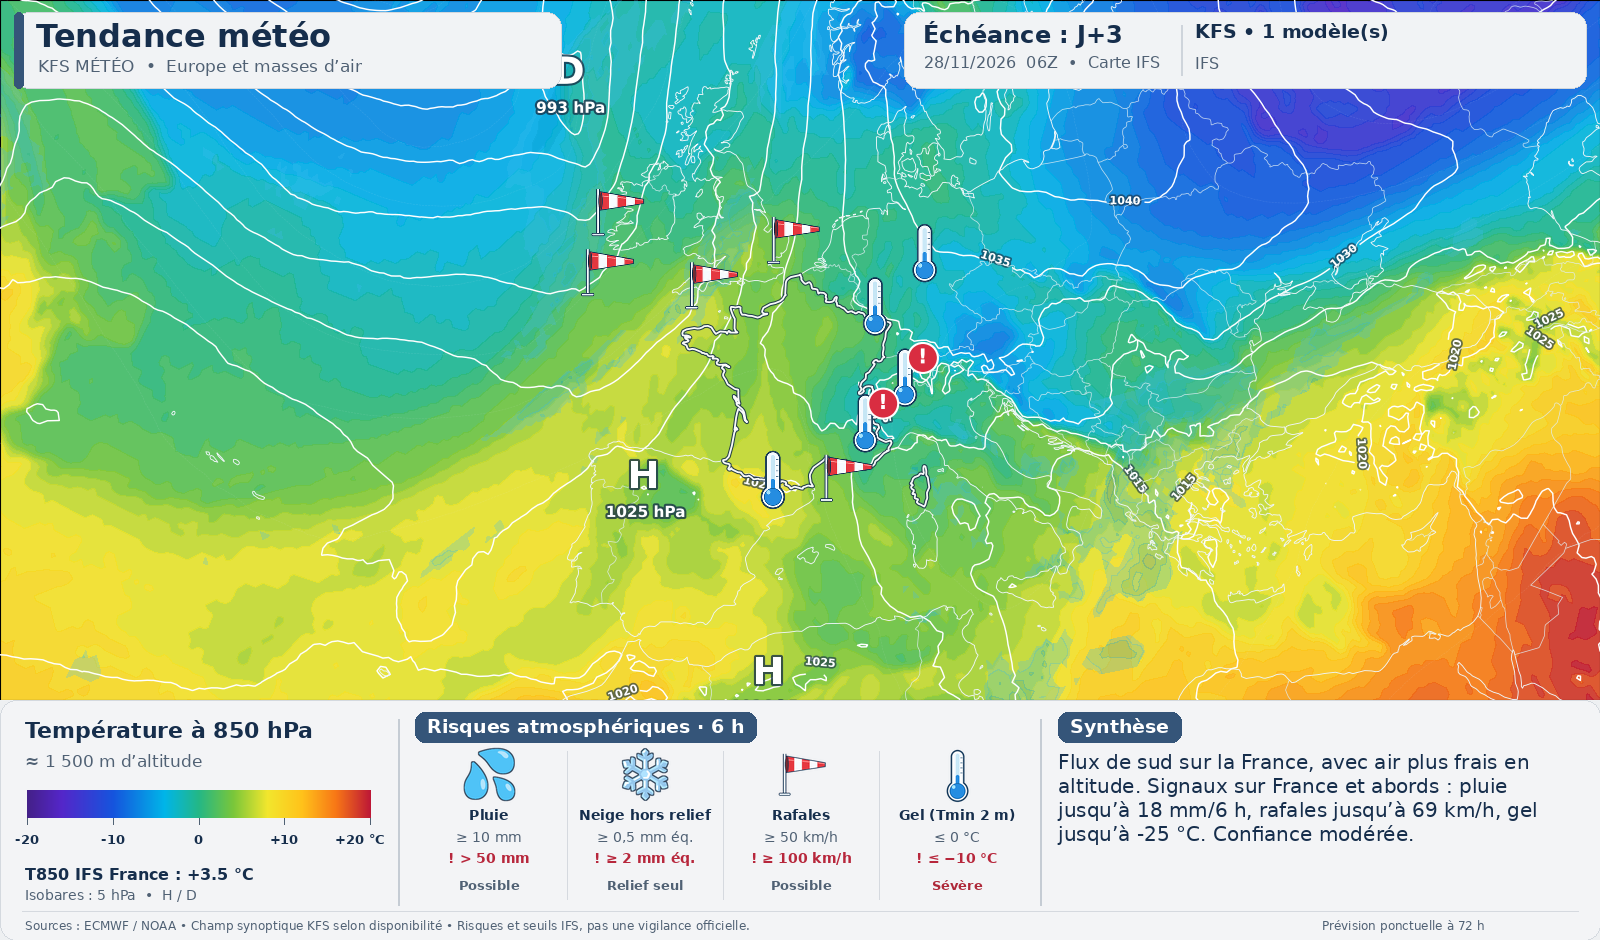 Tendance météo
KFS MÉTÉO • Europe et masses d’air
Échéance : J+3
28/11/2026 06Z • Carte IFS
KFS • 1 modèle(s)
IFS
D
993 hPa
1040
1035
1030
1025
1025
1020
1020
1015
1015
H
1025 hPa
H
1025
1020
Température à 850 hPa
≈ 1 500 m d’altitude
-20 -10 0 +10 +20 °C
T850 IFS France : +3.5 °C
Isobares : 5 hPa • H / D
Risques atmosphériques · 6 h
Pluie
≥ 10 mm
! > 50 mm
Possible
Neige hors relief
≥ 0,5 mm éq.
! ≥ 2 mm éq.
Relief seul
Rafales
≥ 50 km/h
! ≥ 100 km/h
Possible
Gel (Tmin 2 m)
≤ 0 °C
! ≤ −10 °C
Sévère
Synthèse
Flux de sud sur la France, avec air plus frais en
altitude. Signaux sur France et abords : pluie
jusqu’à 18 mm/6 h, rafales jusqu’à 69 km/h, gel
jusqu’à -25 °C. Confiance modérée.
Sources : ECMWF / NOAA • Champ synoptique KFS selon disponibilité • Risques et seuils IFS, pas une vigilance officielle.
Prévision ponctuelle à 72 h